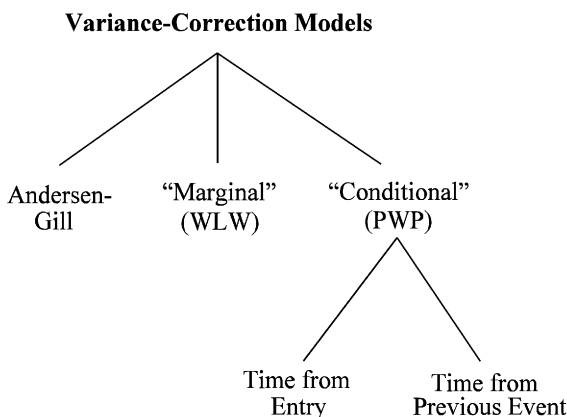 Variance-Correction Models
Andersen-
Gill
“Marginal”
(WLW)
“Conditional”
(PWP)
Time from
Entry
Time from
Previous Event